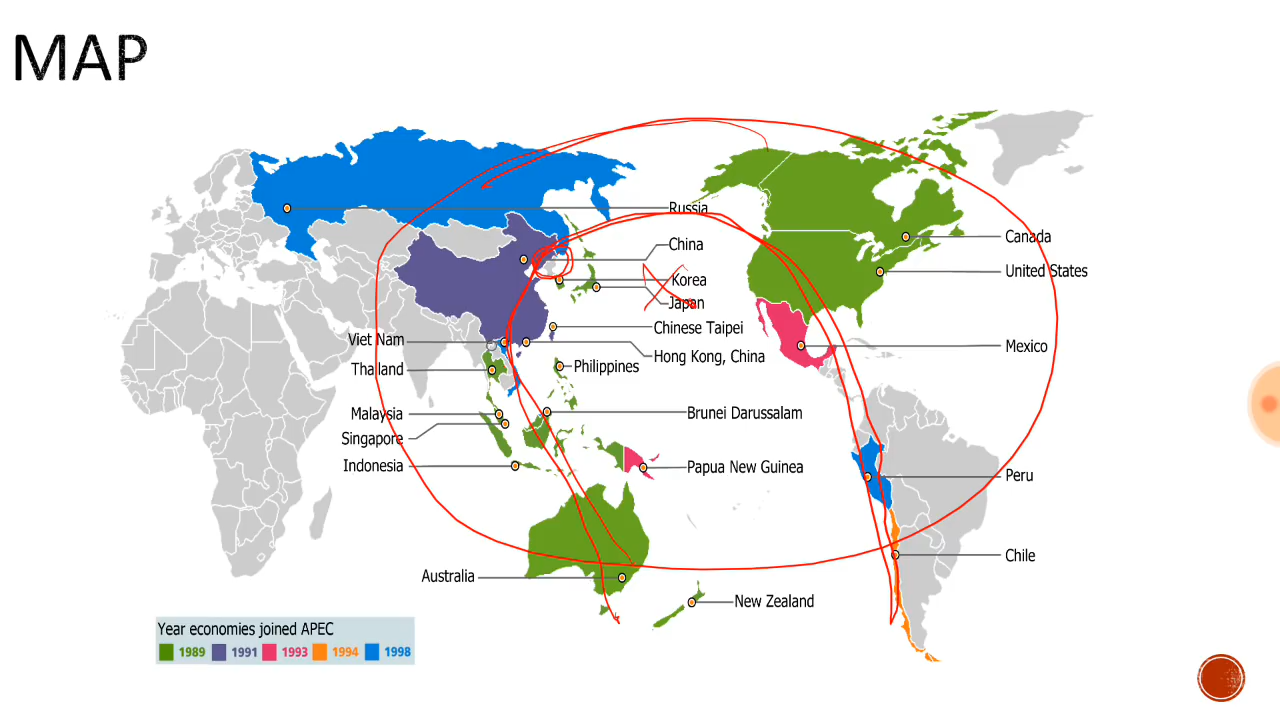 MAP
Russia
China
Korea
Japan
Chinese Taipei
Hong Kong, China
Viet Nam
Thailand
Philippines
Malaysia
Singapore
Indonesia
Brunei Darussalam
Papua New Guinea
Australia
New Zealand
Canada
United States
Mexico
Peru
Chile
Year economies joined APEC
1989 1991 1993 1994 1998